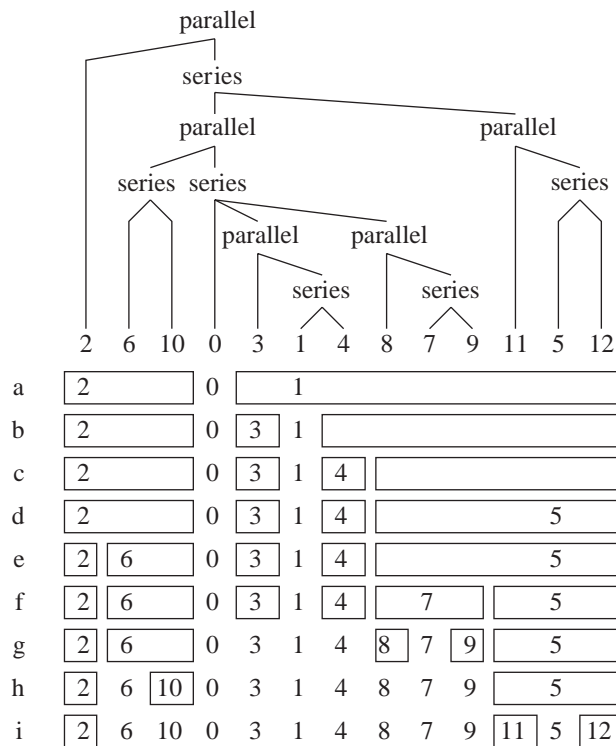 parallel
series
parallel parallel
series series series
parallel parallel
series series
2 6 10 0 3 1 4 8 7 9 11 5 12
a 2 0 1
b 2 0 3 1
c 2 0 3 1 4
d 2 0 3 1 4 5
e 2 6 0 3 1 4 5
f 2 6 0 3 1 4 7 5
g 2 6 0 3 1 4 8 7 9 5
h 2 6 10 0 3 1 4 8 7 9 5
i 2 6 10 0 3 1 4 8 7 9 11 5 12